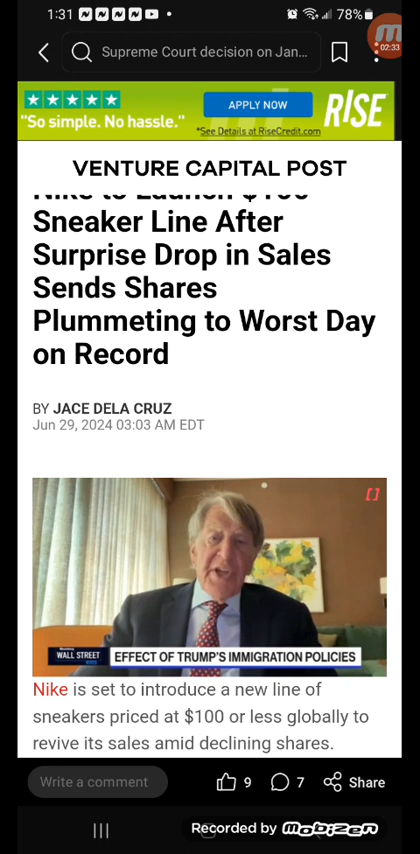 1:31
78%
Supreme Court decision on Jan...
02:33
"So simple. No hassle."
APPLY NOW
*See Details at RiseCredit.com
RISE
VENTURE CAPITAL POST
Nike to Launch $100
Sneaker Line After
Surprise Drop in Sales
Sends Shares
Plummeting to Worst Day
on Record
BY JACE DELA CRUZ
Jun 29, 2024 03:03 AM EDT
WALL STREET
EFFECT OF TRUMP'S IMMIGRATION POLICIES
Nike is set to introduce a new line of
sneakers priced at $100 or less globally to
revive its sales amid declining shares.
Write a comment
9
7
Share
Recorded by Mobizen